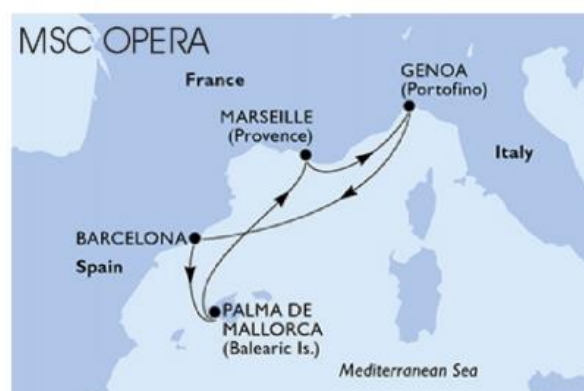 MSC OPERA
France
GENOA
(Portofino)
MARSEILLE
(Provence)
Italy
BARCELONA
Spain
PALMA DE
MALLORCA
(Balearic Is.)
Mediterranean Sea